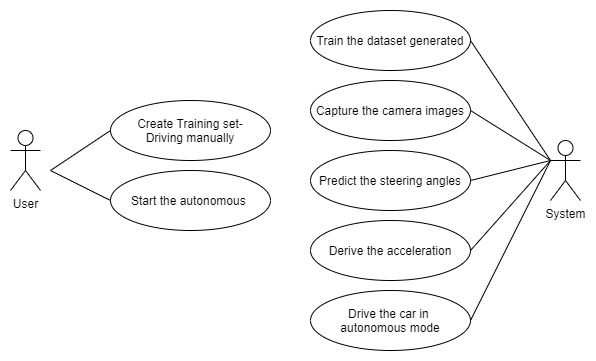 Train the dataset generated
Capture the camera images
Create Training set-
Driving manually
Predict the steering angles
Start the autonomous
User
System
Derive the acceleration
Drive the car in
autonomous mode